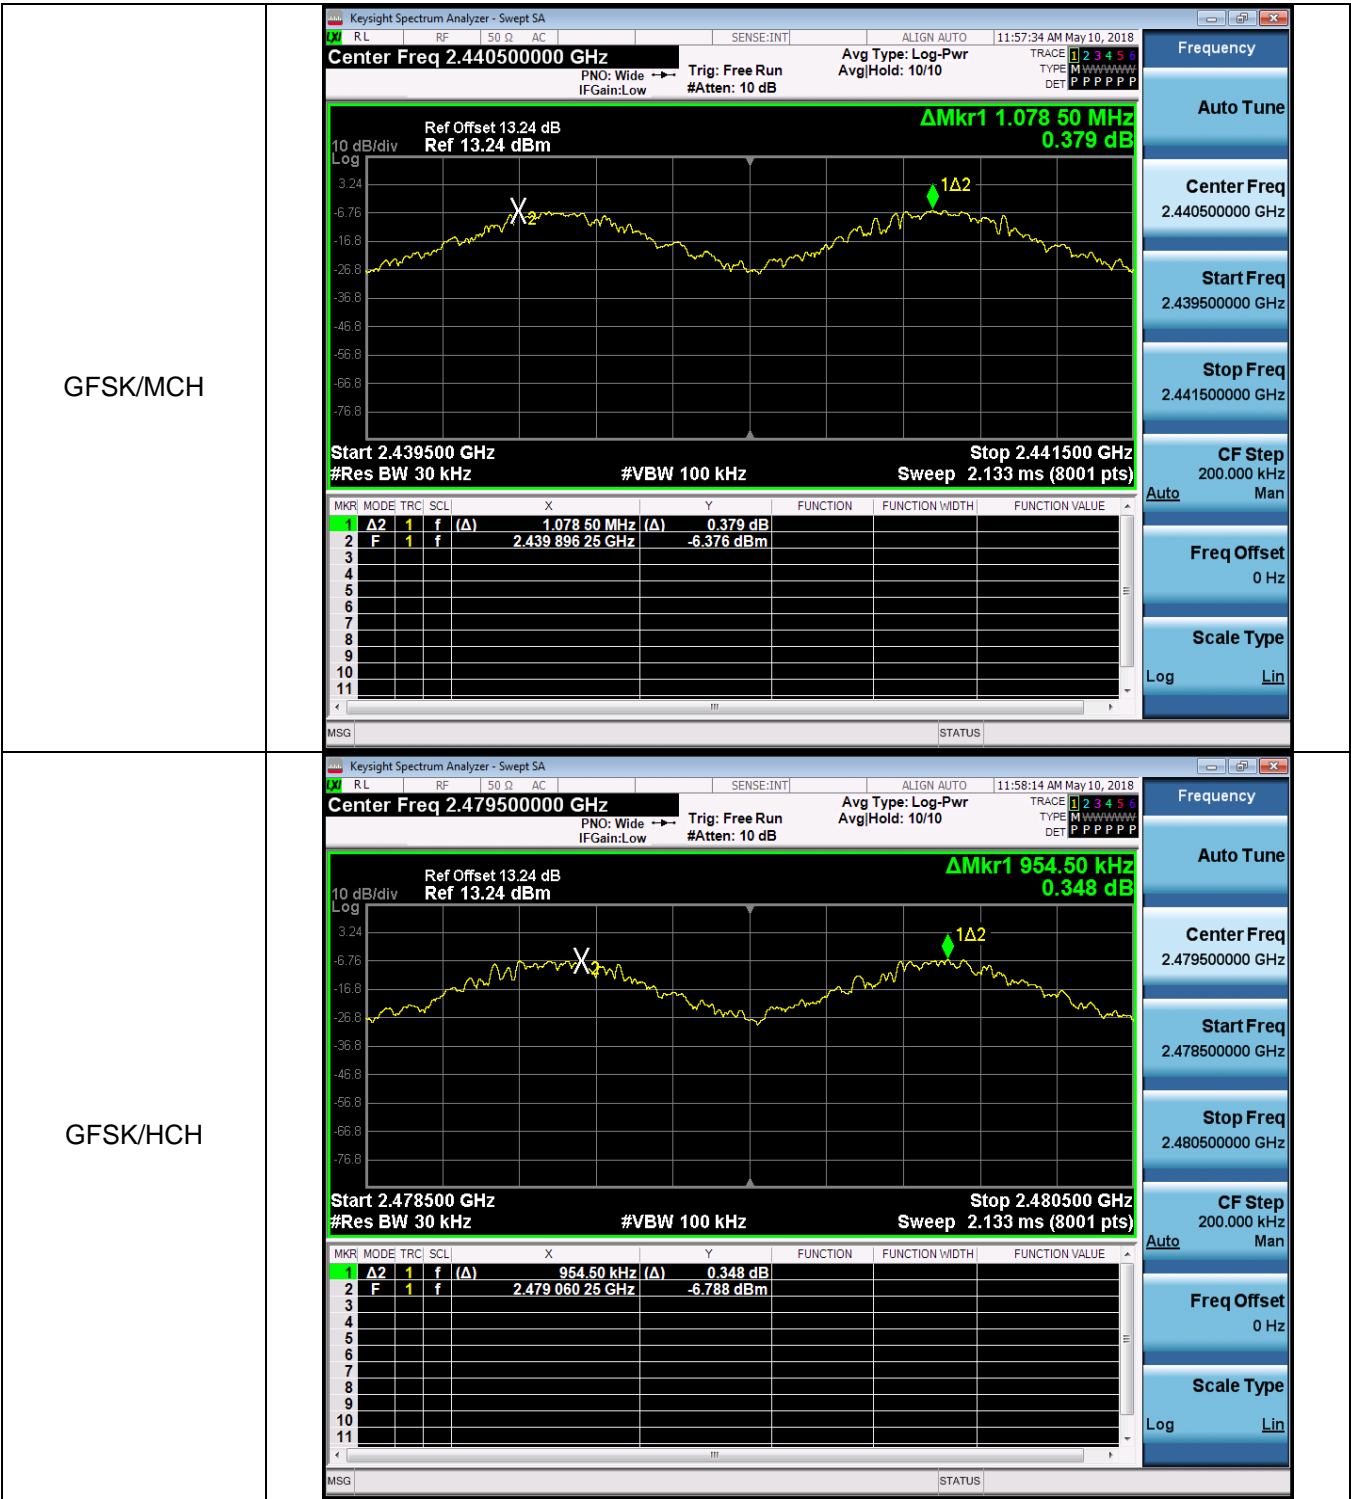 GFSK/MCH
Keysight Spectrum Analyzer - Swept SA
LXI RL RF 50 Ω AC SENSE:INT ALIGN AUTO 11:57:34 AM May 10, 2018
Center Freq 2.440500000 GHz
PNO: Wide
IFGain:Low
Trig: Free Run
#Atten: 10 dB
Avg Type: Log-Pwr
Avg|Hold: 10/10
TRACE 1 2 3 4 5 6
TYPE M WWWWW
DET P P P P P P
ΔMkr1 1.078 50 MHz
0.379 dB
Ref Offset 13.24 dB
10 dB/div Ref 13.24 dBm
Log
3.24
-6.76
-16.8
-26.8
-36.8
-46.8
-56.8
-66.8
-76.8
2
1Δ2
Start 2.439500 GHz Stop 2.441500 GHz
#Res BW 30 kHz #VBW 100 kHz Sweep 2.133 ms (8001 pts)
MKR MODE TRC SCL X Y FUNCTION FUNCTION WIDTH FUNCTION VALUE
1 Δ2 1 f (Δ) 1.078 50 MHz (Δ) 0.379 dB
2 F 1 f 2.439 896 25 GHz -6.376 dBm
3
4
5
6
7
8
9
10
11
MSG STATUS
Frequency
Auto Tune
Center Freq
2.440500000 GHz
Start Freq
2.439500000 GHz
Stop Freq
2.441500000 GHz
CF Step
200.000 kHz
Auto Man
Freq Offset
0 Hz
Scale Type
Log Lin
GFSK/HCH
Keysight Spectrum Analyzer - Swept SA
LXI RL RF 50 Ω AC SENSE:INT ALIGN AUTO 11:58:14 AM May 10, 2018
Center Freq 2.479500000 GHz
PNO: Wide
IFGain:Low
Trig: Free Run
#Atten: 10 dB
Avg Type: Log-Pwr
Avg|Hold: 10/10
TRACE 1 2 3 4 5 6
TYPE M WWWWW
DET P P P P P P
ΔMkr1 954.50 kHz
0.348 dB
Ref Offset 13.24 dB
10 dB/div Ref 13.24 dBm
Log
3.24
-6.76
-16.8
-26.8
-36.8
-46.8
-56.8
-66.8
-76.8
2
1Δ2
Start 2.478500 GHz Stop 2.480500 GHz
#Res BW 30 kHz #VBW 100 kHz Sweep 2.133 ms (8001 pts)
MKR MODE TRC SCL X Y FUNCTION FUNCTION WIDTH FUNCTION VALUE
1 Δ2 1 f (Δ) 954.50 kHz (Δ) 0.348 dB
2 F 1 f 2.479 060 25 GHz -6.788 dBm
3
4
5
6
7
8
9
10
11
MSG STATUS
Frequency
Auto Tune
Center Freq
2.479500000 GHz
Start Freq
2.478500000 GHz
Stop Freq
2.480500000 GHz
CF Step
200.000 kHz
Auto Man
Freq Offset
0 Hz
Scale Type
Log Lin